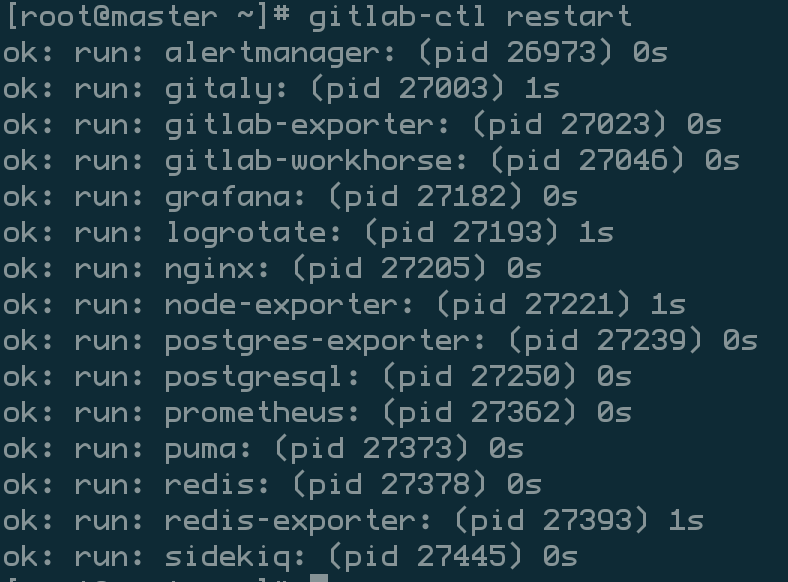 [root@master ~]# gitlab-ctl restart
ok: run: alertmanager: (pid 26973) 0s
ok: run: gitaly: (pid 27003) 1s
ok: run: gitlab-exporter: (pid 27023) 0s
ok: run: gitlab-workhorse: (pid 27046) 0s
ok: run: grafana: (pid 27182) 0s
ok: run: logrotate: (pid 27193) 1s
ok: run: nginx: (pid 27205) 0s
ok: run: node-exporter: (pid 27221) 1s
ok: run: postgres-exporter: (pid 27239) 0s
ok: run: postgresql: (pid 27250) 0s
ok: run: prometheus: (pid 27362) 0s
ok: run: puma: (pid 27373) 0s
ok: run: redis: (pid 27378) 0s
ok: run: redis-exporter: (pid 27393) 1s
ok: run: sidekiq: (pid 27445) 0s